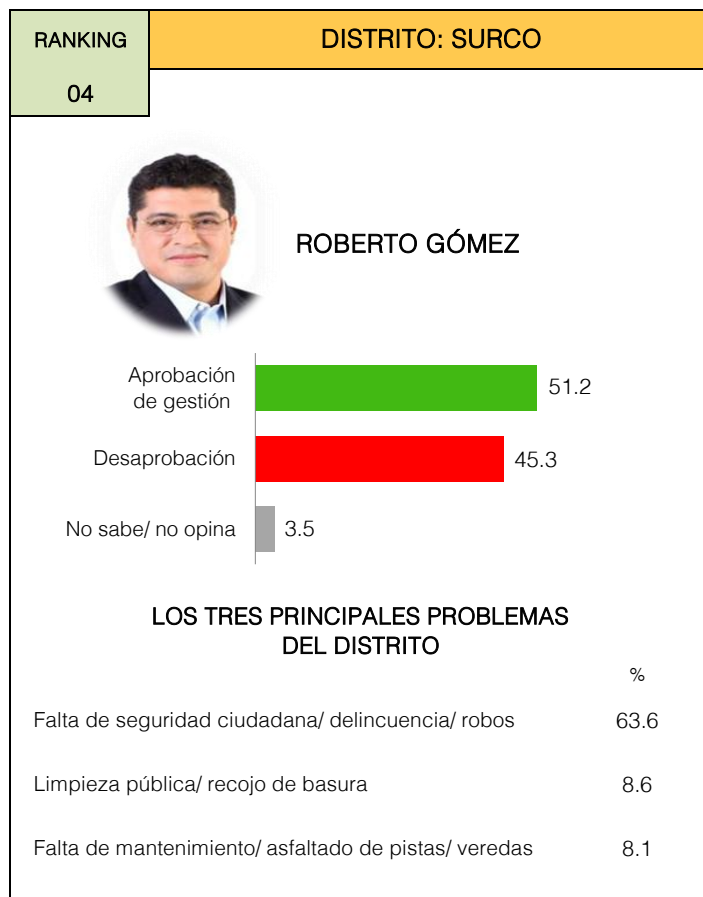 RANKING
04
DISTRITO: SURCO
ROBERTO GÓMEZ
Aprobación
de gestión
51.2
Desaprobación
45.3
No sabe/ no opina
3.5
LOS TRES PRINCIPALES PROBLEMAS
DEL DISTRITO
%
Falta de seguridad ciudadana/ delincuencia/ robos 63.6
Limpieza pública/ recojo de basura 8.6
Falta de mantenimiento/ asfaltado de pistas/ veredas 8.1